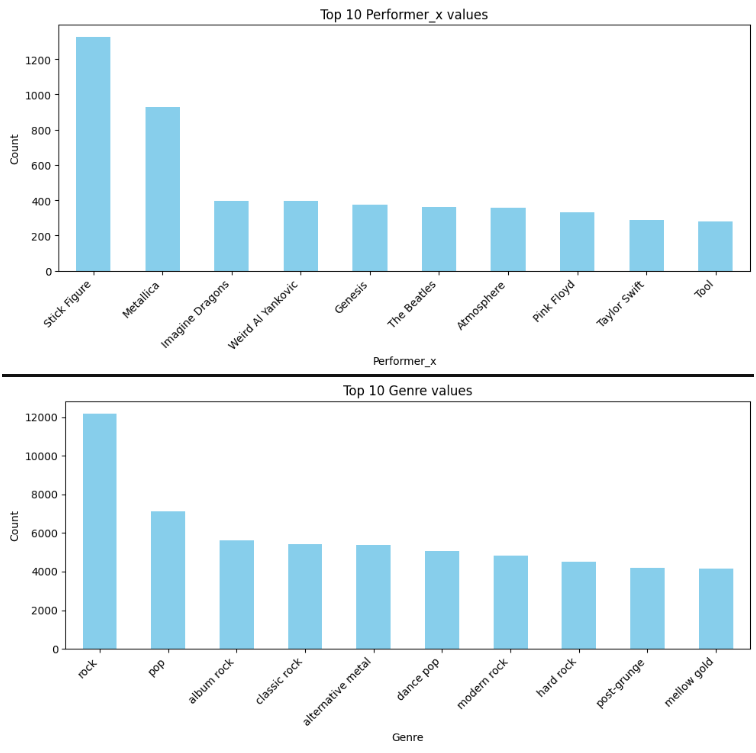 Top 10 Performer_x values
1200
1000
800
600
400
200
0
Count
Stick Figure
Metallica
Imagine Dragons
Weird Al Yankovic
Genesis
The Beatles
Atmosphere
Pink Floyd
Taylor Swift
Tool
Performer_x
Top 10 Genre values
12000
10000
8000
6000
4000
2000
0
Count
rock
pop
album rock
classic rock
alternative metal
dance pop
modern rock
hard rock
post-grunge
mellow gold
Genre